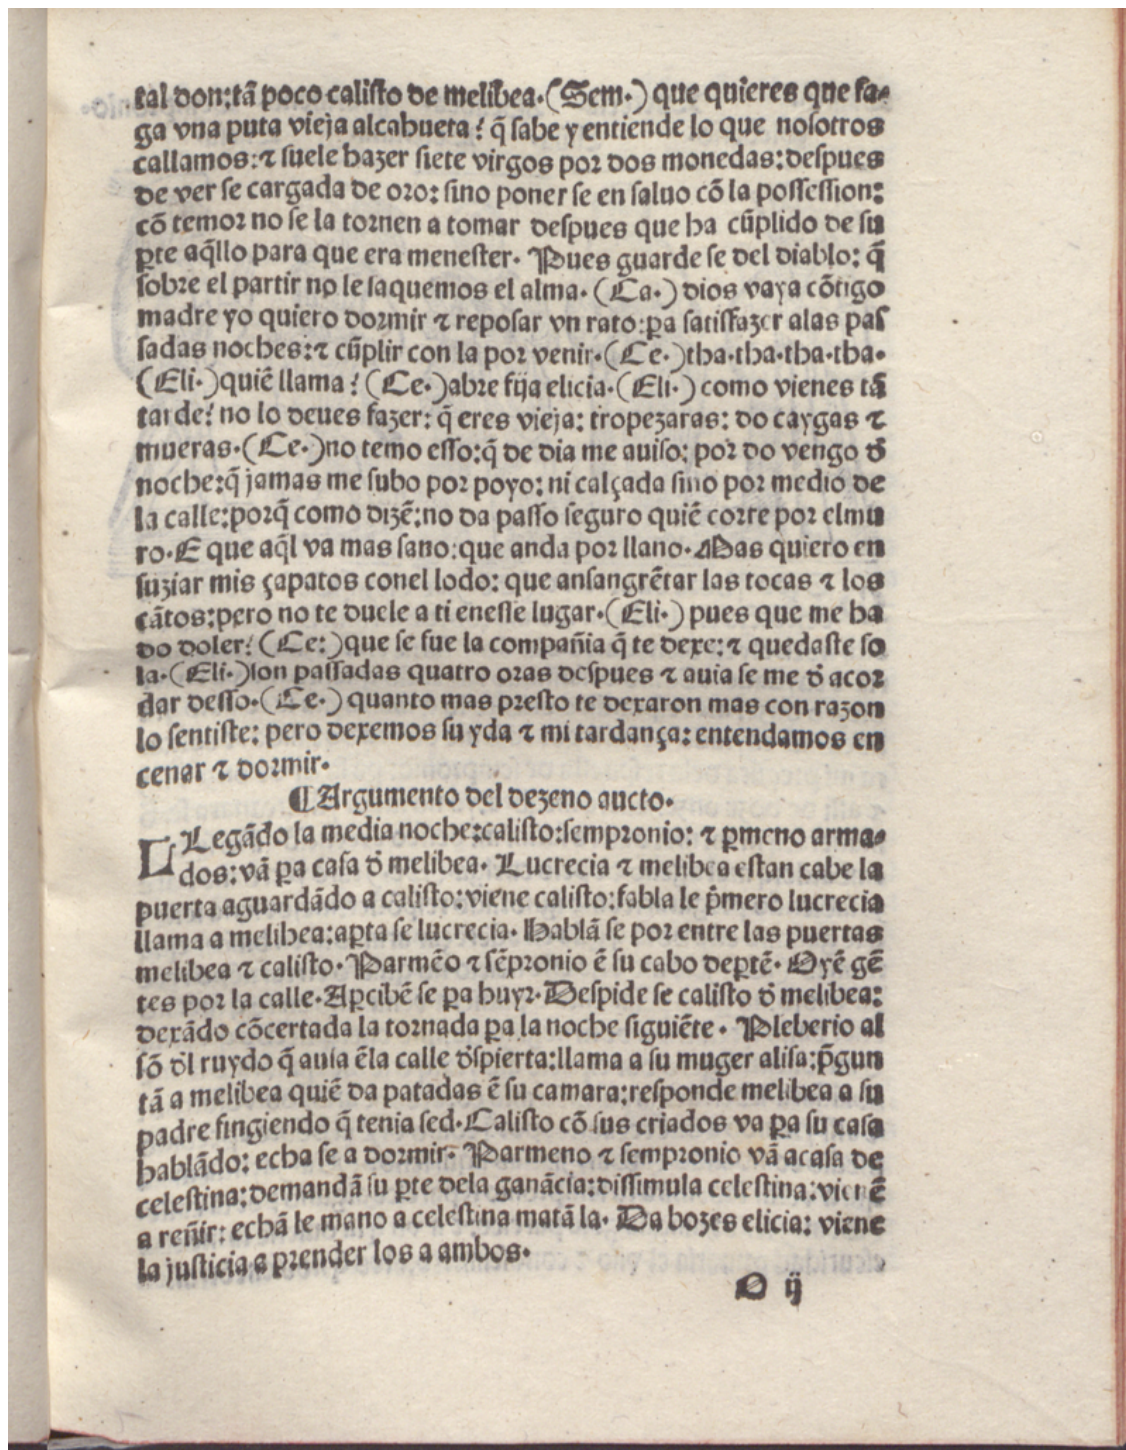 tal don:tã poco calisto de melibea.(Sem.) que quieres que fa-
ga vna puta vieja alcahueta? q̃ sabe y entiende lo que nosotros
callamos:⁊ suele hazer siete virgos por dos monedas:despues
de ver se cargada de oro: sino poner se en saluo cõ la possession:
cõ temor no se la tornen a tomar despues que ha cũplido de su
ꝑte aq̃llo para que era menester. Pues guarde se del diablo: q̃
sobre el partir no le saquemos el alma. (Ca.) dios vaya cõtigo
madre yo quiero dormir ⁊ reposar vn rato:ꝑa satisfazer alas pas
sadas noches:⁊ cũplir con la por venir.(Ce.)tha.tha.tha.tha.
(Eli.)quiẽ llama? (Ce.)abre fija elicia.(Eli.) como vienes tã
tarde? no lo deues fazer: q̃ eres vieja: tropezaras: do caygas ⁊
mueras.(Ce.)no temo esso:q̃ de dia me auiso: por do vengo đ
noche:q̃ jamas me subo por poyo: ni calçada sino por medio de
la calle:porq̃ como dizẽ:no da passo seguro quiẽ corre por elmu
ro.E que aq̃l va mas sano:que anda por llano.Mas quiero en
suziar mis çapatos conel lodo: que ansangrẽtar las tocas ⁊ los
cãtos:pero no te duele a ti enesse lugar.(Eli.) pues que me ha
do doler? (Ce:)que se fue la compañia q̃ te dexe:⁊ quedaste so
la.(Eli.)son passadas quatro oras despues ⁊ auia se me đ acor
dar desso.(Ce.) quanto mas presto te dexaron mas con razon
lo sentiste: pero dexemos su yda ⁊ mi tardança: entendamos en
cenar ⁊ dormir.
¶Argumento del dezeno aucto.
LLegãdo la media noche:calisto:sempronio: ⁊ ꝑmeno arma-
dos:vã ꝑa casa đ melibea. Lucrecia ⁊ melibea estan cabe la
puerta aguardãdo a calisto:viene calisto:fabla le p̃mero lucrecia
llama a melibea:aꝑta se lucrecia. Hablã se por entre las puertas
melibea ⁊ calisto.Parmẽo ⁊ sẽpronio ẽ su cabo deꝑtẽ. Oyẽ gẽ
tes por la calle.Aꝑcibẽ se ꝑa huyr.Despide se calisto đ melibea:
dexãdo cõcertada la tornada ꝑa la noche siguiẽte. Pleberio al
sõ đl ruydo q̃ auia ẽla calle đspierta:llama a su muger alisa:p̃gun
tã a melibea quiẽ da patadas ẽ su camara:responde melibea a su
padre fingiendo q̃ tenia sed.Calisto cõ sus criados va ꝑa su casa
hablãdo: echa se a dormir. Parmeno ⁊ sempronio vã acasa de
celestina:demandã su ꝑte dela ganãcia:dissimula celestina:vienẽ
a reñir: echã le mano a celestina matã la. Da bozes elicia: viene
la justicia a prender los a ambos.
O ij